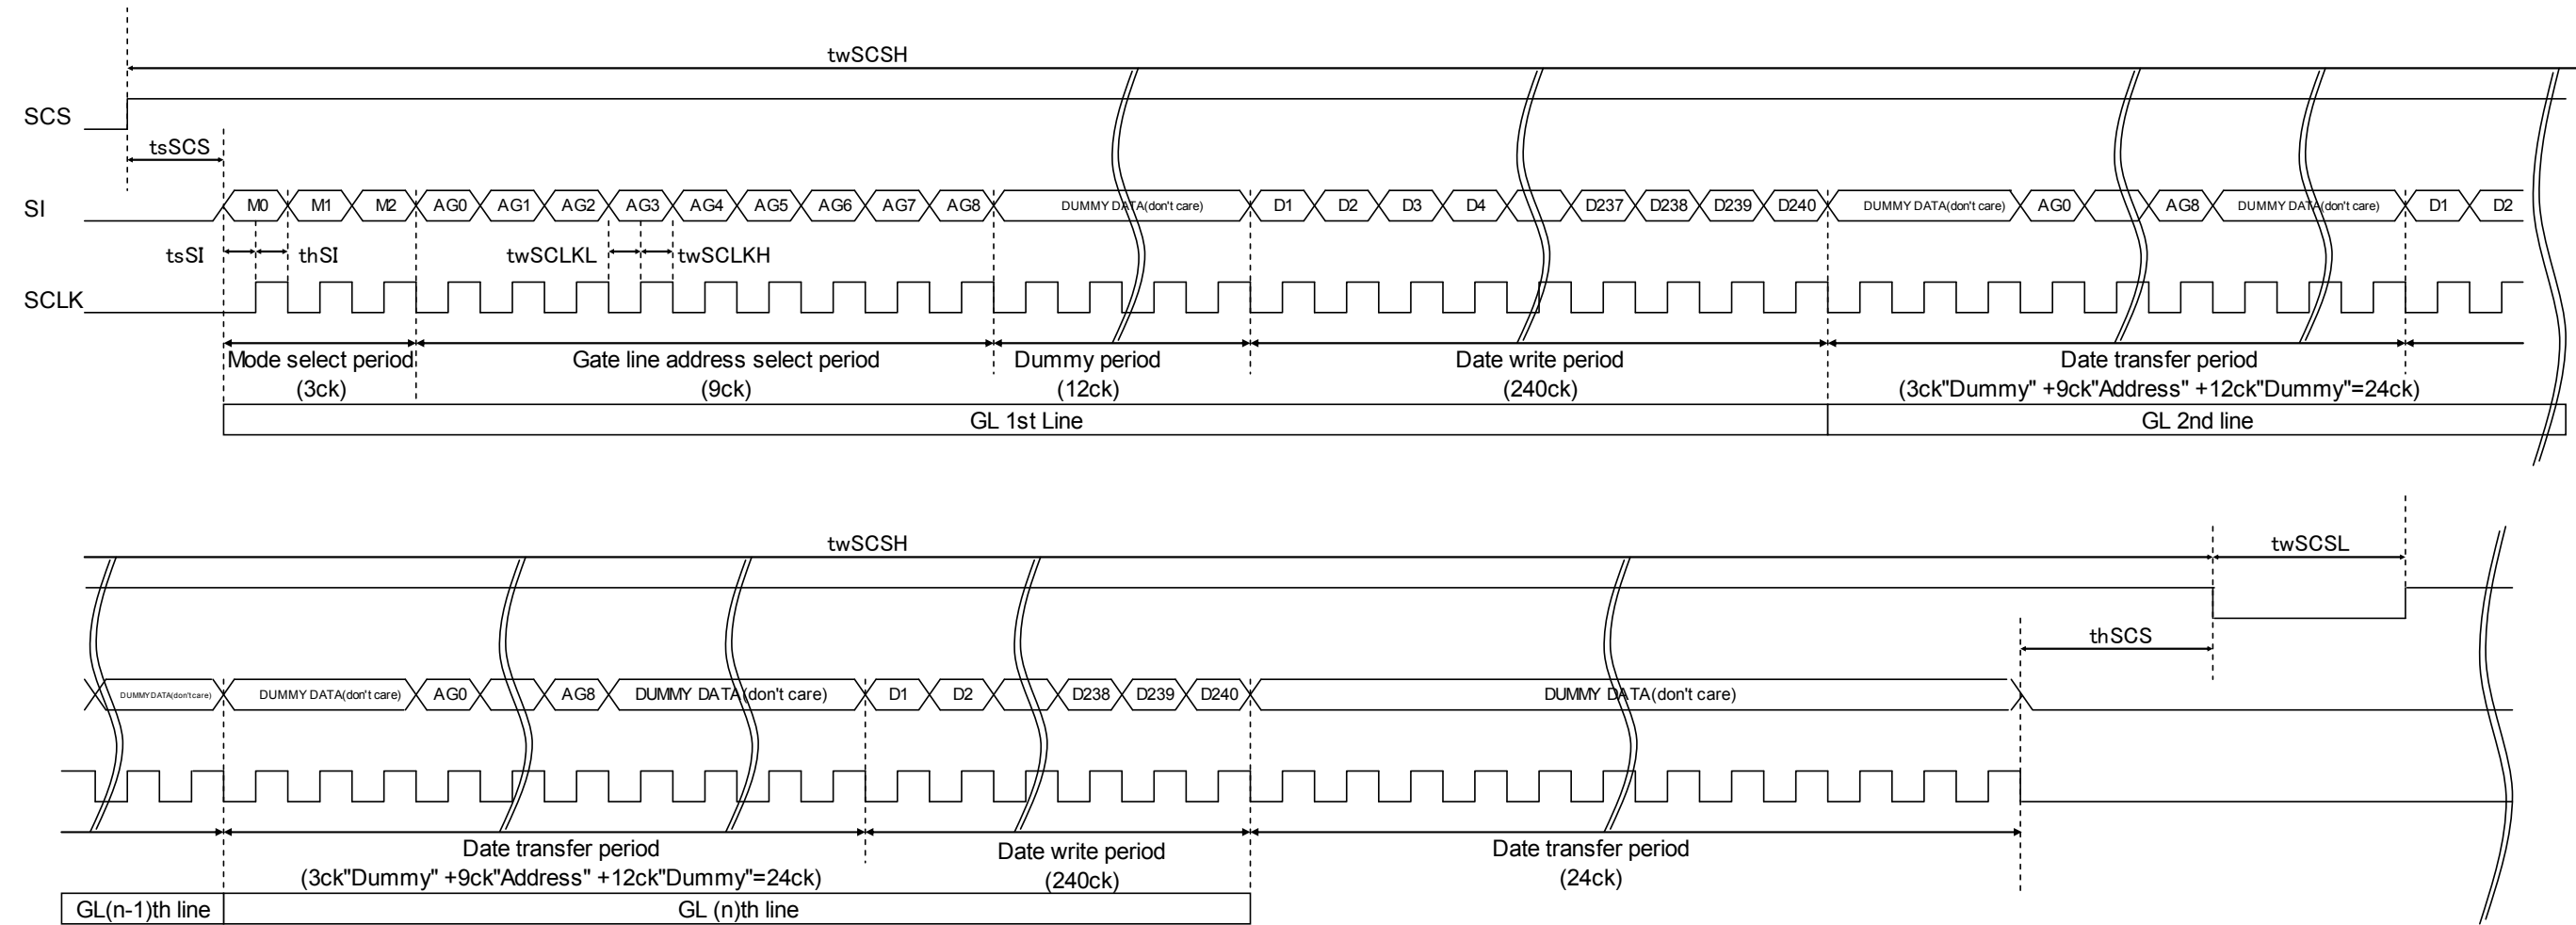 twSCSH
SCS
tsSCS
SI M0 M1 M2 AG0 AG1 AG2 AG3 AG4 AG5 AG6 AG7 AG8 DUMMY DATA(don't care) D1 D2 D3 D4 D237 D238 D239 D240 DUMMY DATA(don't care) AG0 AG8 DUMMY DATA(don't care) D1 D2
tsSI thSI twSCLKL twSCLKH
SCLK
Mode select period Gate line address select period Dummy period Date write period Date transfer period
(3ck) (9ck) (12ck) (240ck) (3ck"Dummy" +9ck"Address" +12ck"Dummy"=24ck)
GL 1st Line GL 2nd line
twSCSH twSCSL
thSCS
DUMMYDATA(don'tcare) DUMMY DATA(don't care) AG0 AG8 DUMMY DATA(don't care) D1 D2 D238 D239 D240 DUMMY DATA(don't care)
Date transfer period Date write period Date transfer period
(3ck"Dummy" +9ck"Address" +12ck"Dummy"=24ck) (240ck) (24ck)
GL(n-1)th line GL (n)th line